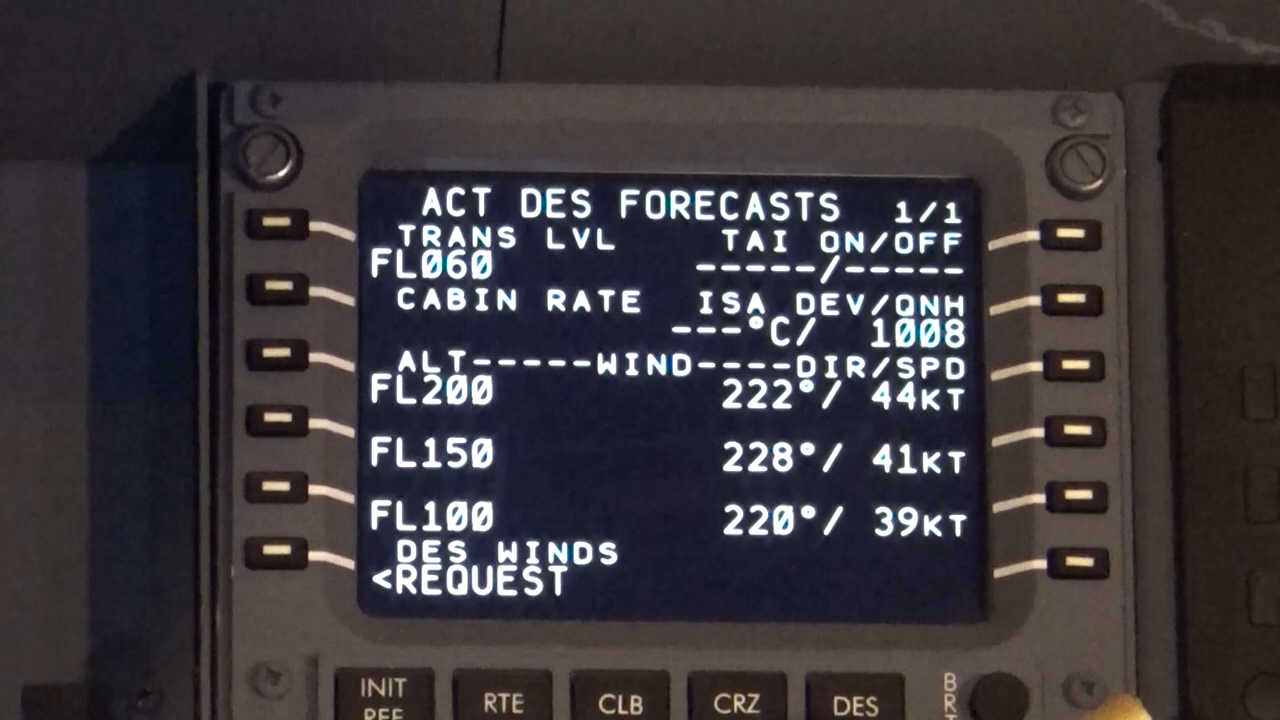 ACT DES FORECASTS 1/1
TRANS LVL TAI ON/OFF
FL060 -----/-----
CABIN RATE ISA DEV/QNH
---°C/ 1008
ALT-----WIND----DIR/SPD
FL200 222°/ 44KT
FL150 228°/ 41KT
FL100 220°/ 39KT
DES WINDS
<REQUEST
INIT REF RTE CLB CRZ DES BRT